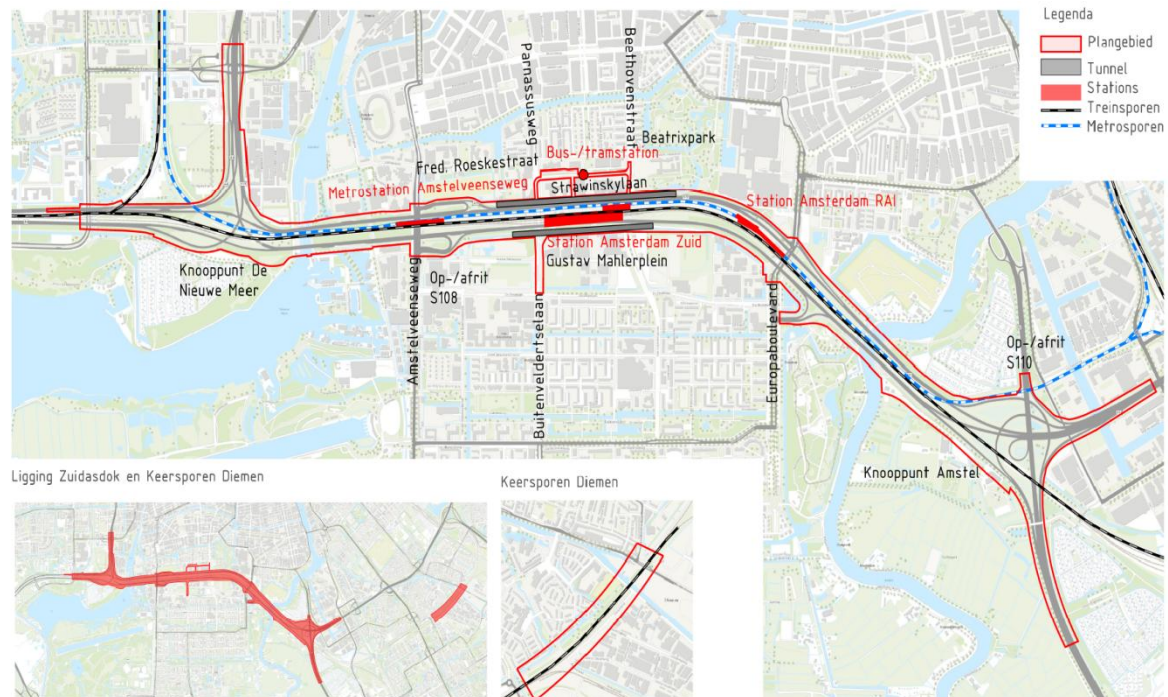 Legenda
Plangebied
Tunnel
Stations
Treinsporen
Metrosporen
Parnassusweg
Beethovenstraat
Beatrixpark
Fred. Roeskestraat
Bus-/tramstation
Metrostation Amstelveenseweg
Strawinskylaan
Station Amsterdam RAI
Station Amsterdam Zuid
Gustav Mahlerplein
Knooppunt De
Nieuwe Meer
Op-/afrit
S108
Amstelveenseweg
Buitenveldertselaan
Europaboulevard
Op-/afrit
S110
Knooppunt Amstel
Ligging Zuidasdok en Keersporen Diemen
Keersporen Diemen